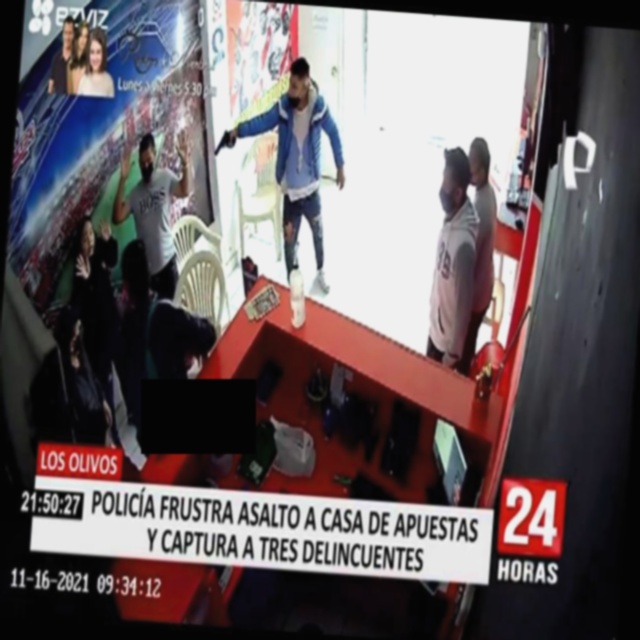 ezviz
Lunes a viernes 5:30
LOS OLIVOS
21:50:27
POLICÍA FRUSTRA ASALTO A CASA DE APUESTAS
Y CAPTURA A TRES DELINCUENTES
24
HORAS
11-16-2021 09:34:12